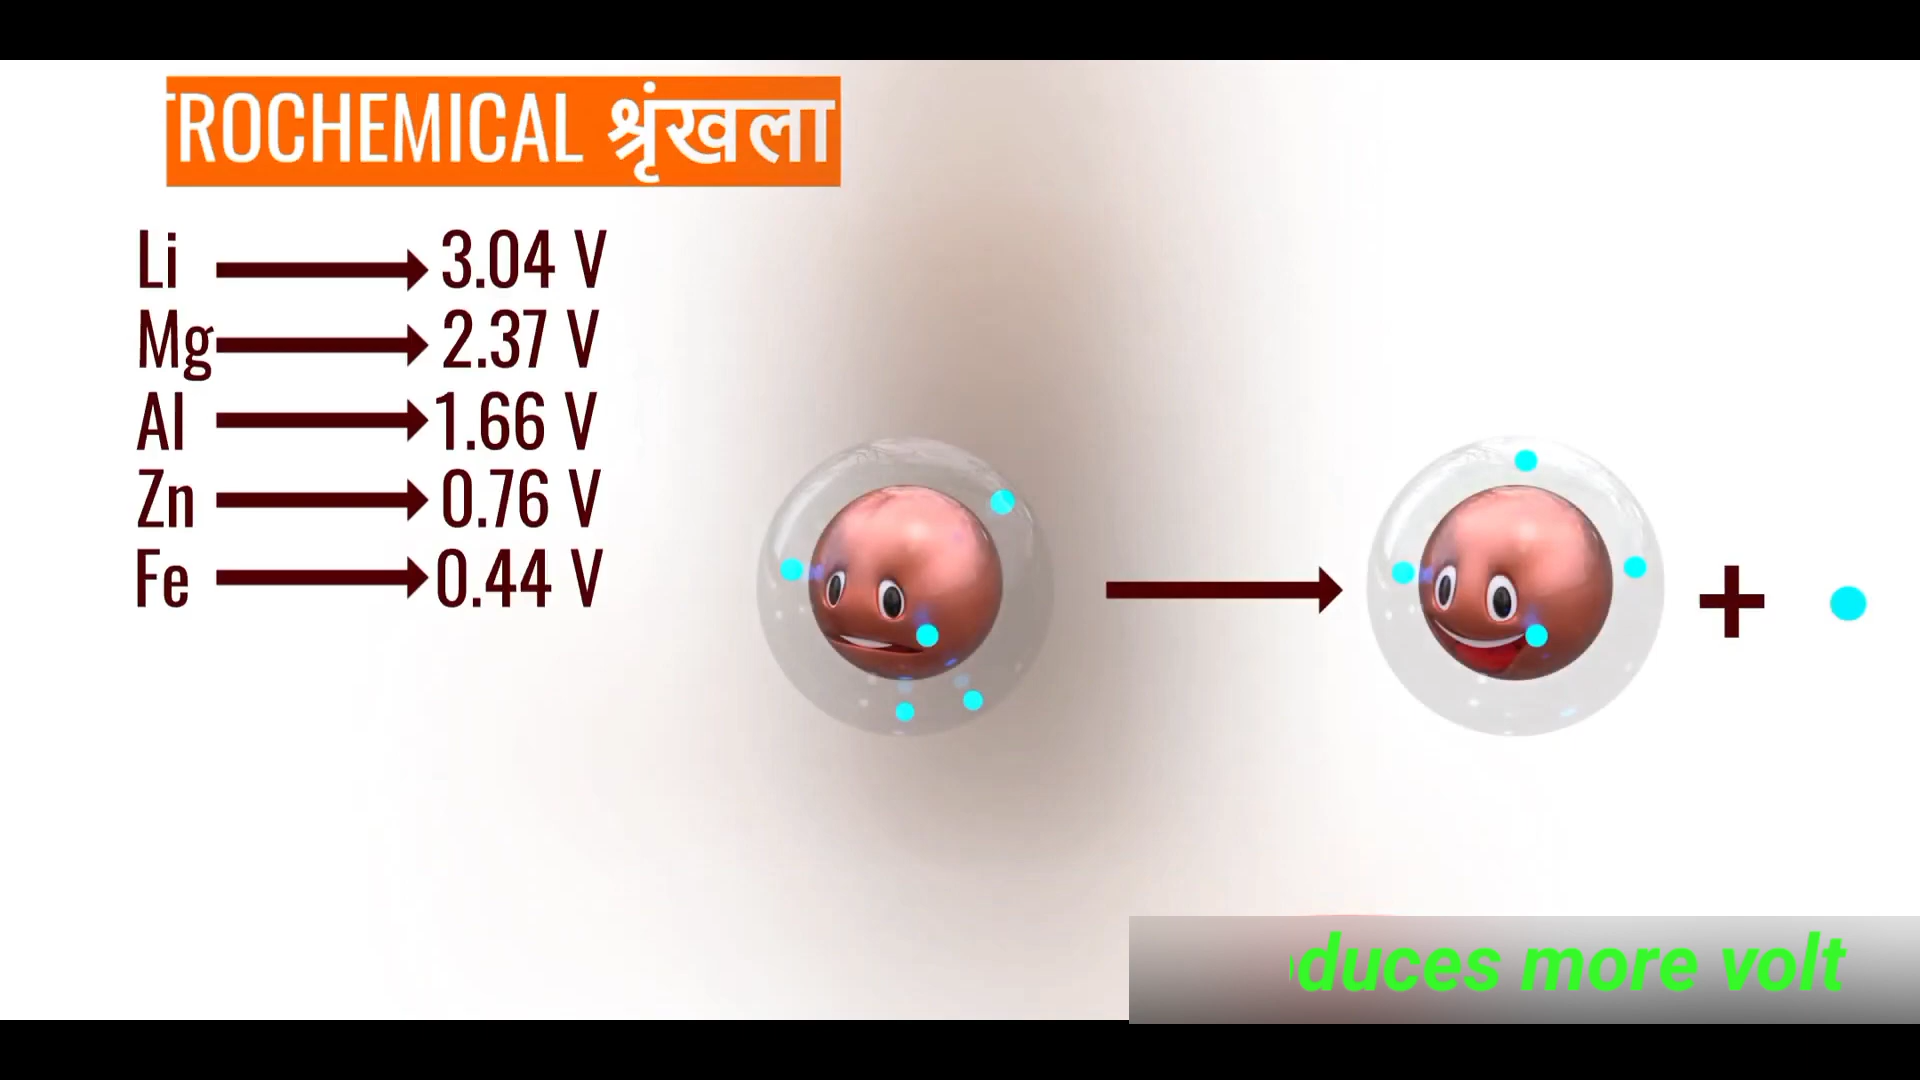 TROCHEMICAL श्रृंखला
Li 3.04 V
Mg 2.37 V
Al 1.66 V
Zn 0.76 V
Fe 0.44 V
+
duces more volt